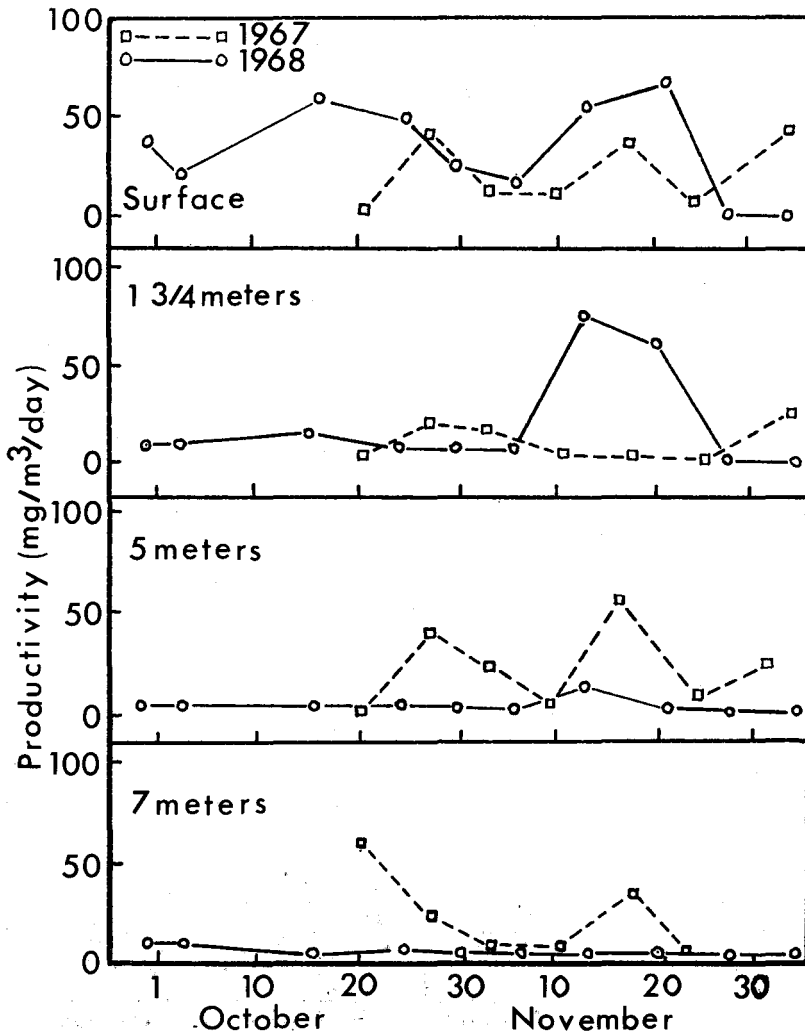 100
1967
1968
50
Surface
0
100
1 3/4 meters
50
0
100
5 meters
50
0
100
7 meters
50
0
Productivity (mg/m³/day)
1 10 20 30 10 20 30
October November